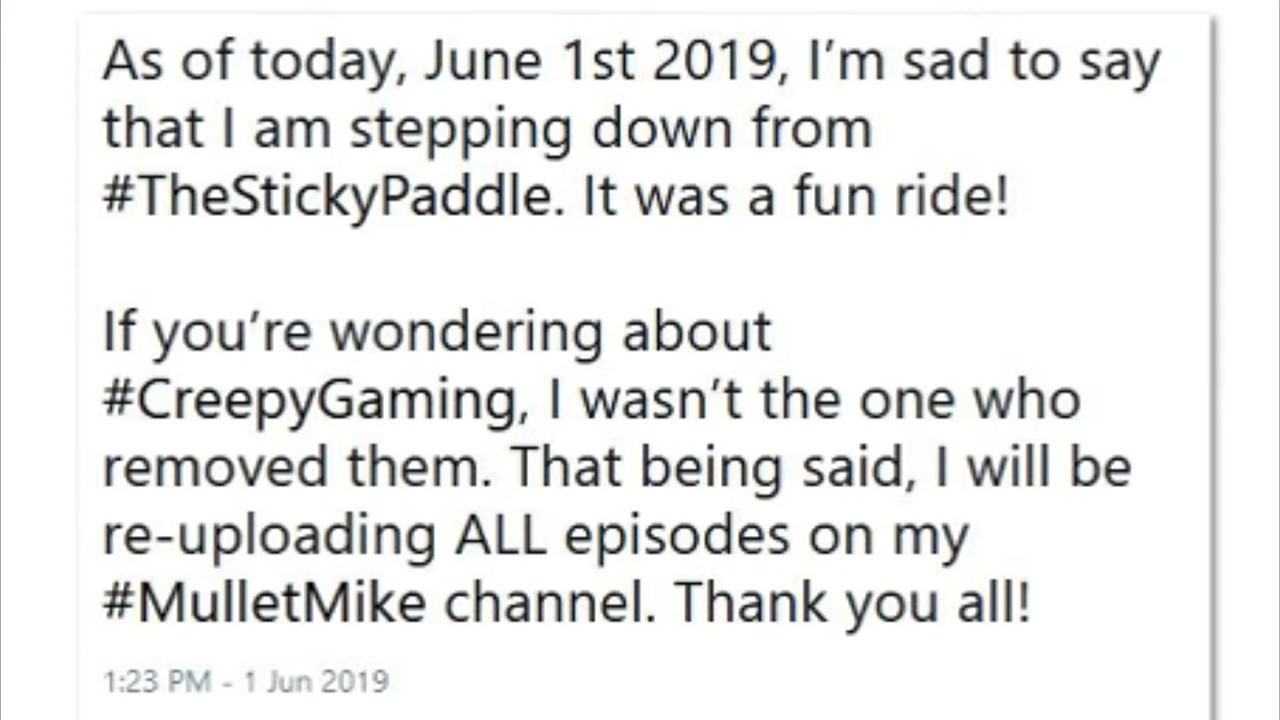 As of today, June 1st 2019, I’m sad to say
that I am stepping down from
#TheStickyPaddle. It was a fun ride!
If you’re wondering about
#CreepyGaming, I wasn’t the one who
removed them. That being said, I will be
re-uploading ALL episodes on my
#MulletMike channel. Thank you all!
1:23 PM - 1 Jun 2019